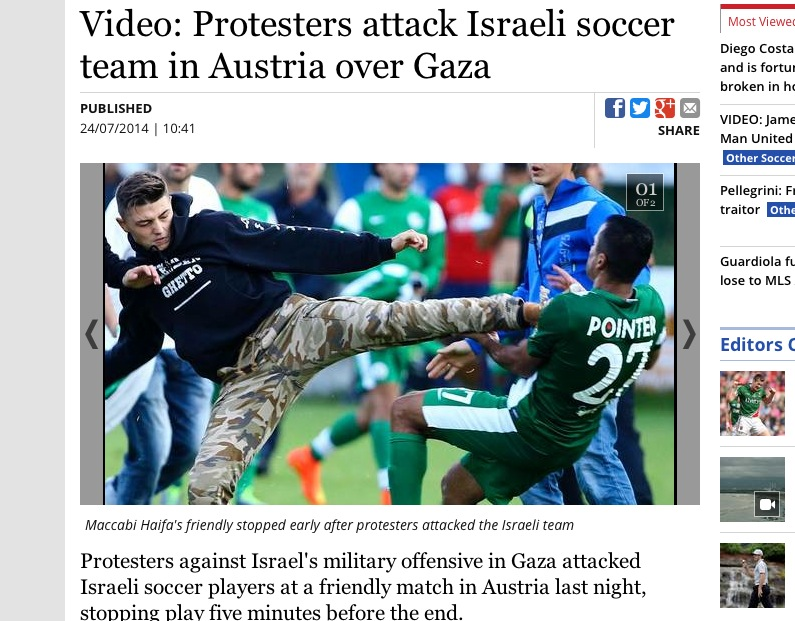 Video: Protesters attack Israeli soccer
team in Austria over Gaza
PUBLISHED
24/07/2014 | 10:41
SHARE
01
OF 2
GHETTO
POINTER
27
17
Maccabi Haifa's friendly stopped early after protesters attacked the Israeli team
Protesters against Israel's military offensive in Gaza attacked
Israeli soccer players at a friendly match in Austria last night,
stopping play five minutes before the end.
Most Viewed
Diego Costa
and is fortu
broken in ho
VIDEO: Jame
Man United
Other Soccer
Pellegrini: Fr
traitor Othe
Guardiola fu
lose to MLS
Editors C